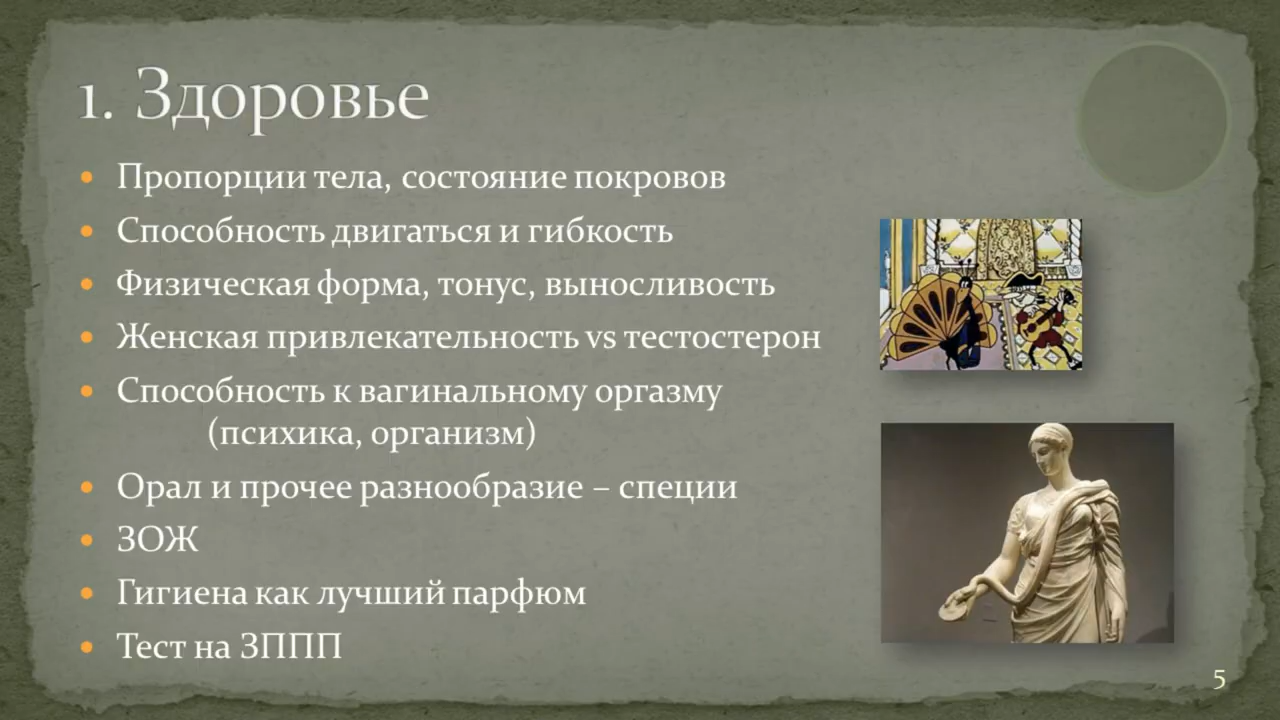 1. Здоровье
• Пропорции тела, состояние покровов
• Способность двигаться и гибкость
• Физическая форма, тонус, выносливость
• Женская привлекательность vs тестостерон
• Способность к вагинальному оргазму
(психика, организм)
• Орал и прочее разнообразие – специи
• ЗОЖ
• Гигиена как лучший парфюм
• Тест на ЗППП
5